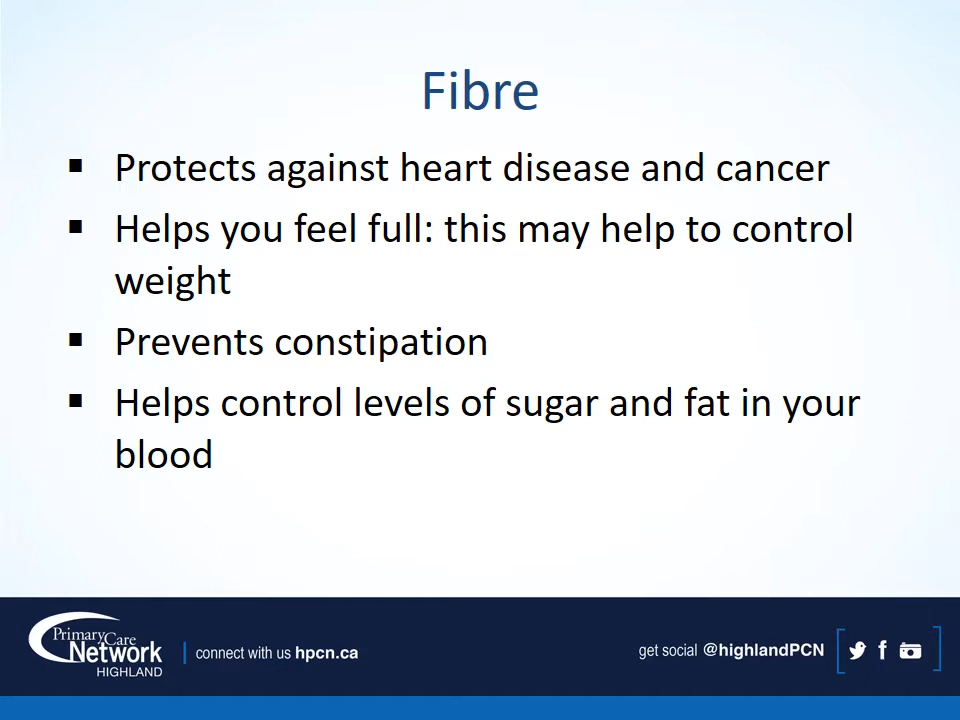 Fibre
▪ Protects against heart disease and cancer
▪ Helps you feel full: this may help to control
weight
▪ Prevents constipation
▪ Helps control levels of sugar and fat in your
blood
PrimaryCare
Network
HIGHLAND
connect with us hpcn.ca
get social @highlandPCN